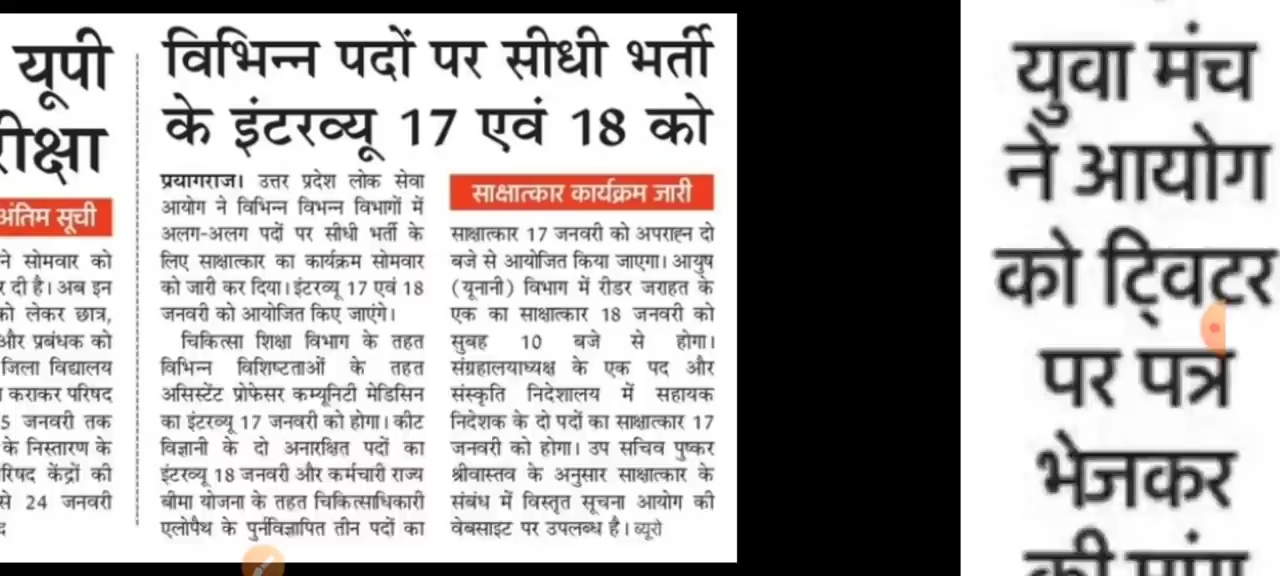 यूपी
रीक्षा
अंतिम सूची
ने सोमवार को
र दी है। अब इन
को लेकर छात्र,
और प्रबंधक को
जिला विद्यालय
कराकर परिषद
5 जनवरी तक
के निस्तारण के
रिषद केंद्रों की
से 24 जनवरी
विभिन्न पदों पर सीधी भर्ती
के इंटरव्यू 17 एवं 18 को
प्रयागराज। उत्तर प्रदेश लोक सेवा
आयोग ने विभिन्न विभन्न विभागों में
अलग-अलग पदों पर सीधी भर्ती के
लिए साक्षात्कार का कार्यक्रम सोमवार
को जारी कर दिया। इंटरव्यू 17 एवं 18
जनवरी को आयोजित किए जाएंगे।
चिकित्सा शिक्षा विभाग के तहत
विभिन्न विशिष्टताओं के तहत
असिस्टेंट प्रोफेसर कम्यूनिटी मेडिसिन
का इंटरव्यू 17 जनवरी को होगा। कीट
विज्ञानी के दो अनारक्षित पदों का
इंटरव्यू 18 जनवरी और कर्मचारी राज्य
बीमा योजना के तहत चिकित्साधिकारी
एलोपैथ के पुर्नविज्ञापित तीन पदों का
साक्षात्कार कार्यक्रम जारी
साक्षात्कार 17 जनवरी को अपराह्न दो
बजे से आयोजित किया जाएगा। आयुष
(यूनानी) विभाग में रीडर जराहत के
एक का साक्षात्कार 18 जनवरी को
सुबह 10 बजे से होगा।
संग्रहालयाध्यक्ष के एक पद और
संस्कृति निदेशालय में सहायक
निदेशक के दो पदों का साक्षात्कार 17
जनवरी को होगा। उप सचिव पुष्कर
श्रीवास्तव के अनुसार साक्षात्कार के
संबंध में विस्तृत सूचना आयोग की
वेबसाइट पर उपलब्ध है। ब्यूरो
युवा मंच
ने आयोग
को ट्विटर
पर पत्र
भेजकर
की मांग